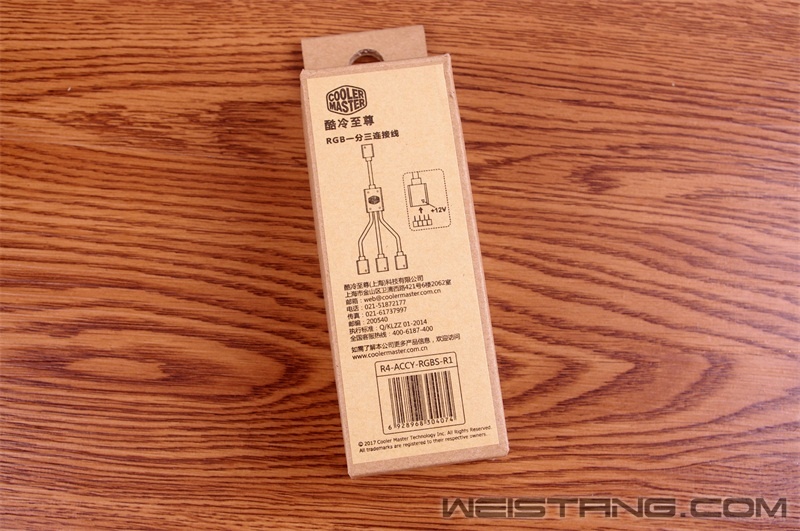 COOLER
MASTER
酷冷至尊
RGB一分三连接线
+12V
酷冷至尊(上海)科技有限公司
上海市金山区卫清西路421号6幢2062室
邮箱：web@coolermaster.com.cn
电话：021-51872177
传真：021-61737997
邮编：200540
执行标准：Q/KLZZ 01-2014
全国客服热线：400-6187-400
如需了解本公司更多产品信息，欢迎访问
www.coolermaster.com.cn
R4-ACCY-RGBS-R1
6 928968 504074
© 2017 Cooler Master Technology Inc. All Rights Reserved.
All trademarks are registered to their respective owners.
WEISTANG.COM